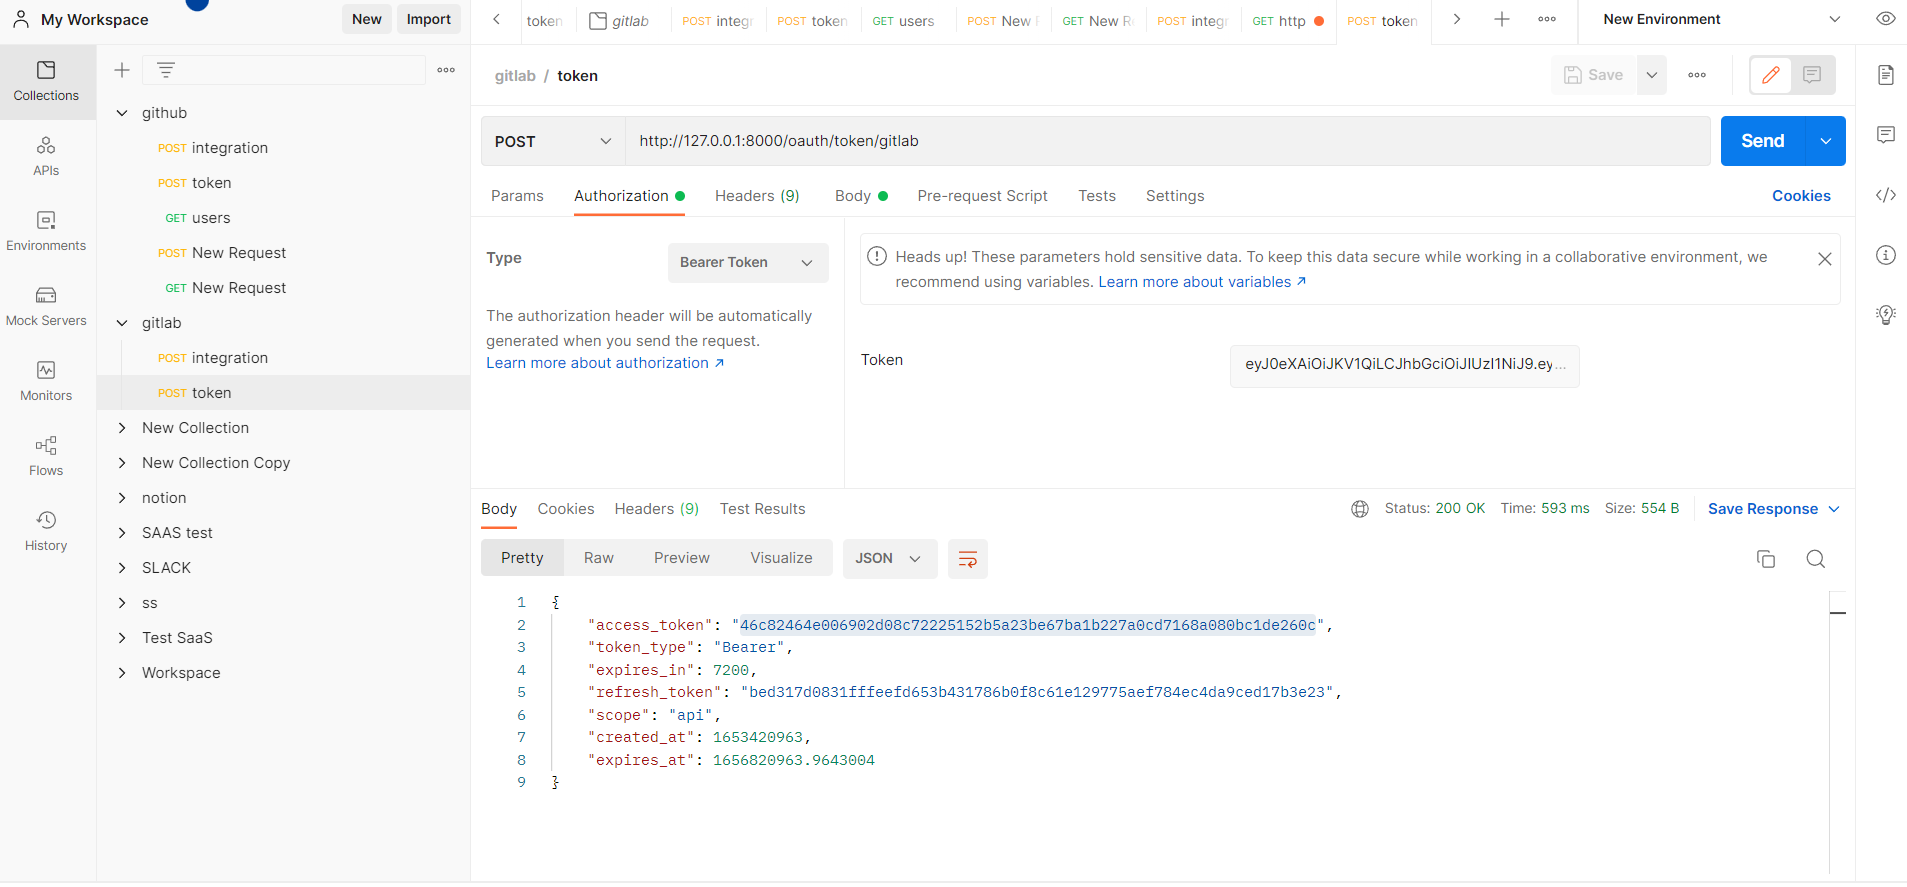 My Workspace
New
Import
token
gitlab
POST integr
POST token
GET users
POST New R
GET New Re
POST integr
GET http
POST token
New Environment
Collections
APIs
Environments
Mock Servers
Monitors
Flows
History
github
POST integration
POST token
GET users
POST New Request
GET New Request
gitlab
POST integration
POST token
New Collection
New Collection Copy
notion
SAAS test
SLACK
ss
Test SaaS
Workspace
gitlab / token
Save
POST
http://127.0.0.1:8000/oauth/token/gitlab
Send
Params
Authorization
Headers (9)
Body
Pre-request Script
Tests
Settings
Cookies
Type
Bearer Token
The authorization header will be automatically
generated when you send the request.
Learn more about authorization ↗
Heads up! These parameters hold sensitive data. To keep this data secure while working in a collaborative environment, we
recommend using variables. Learn more about variables ↗
Token
eyJ0eXAiOiJKV1QiLCJhbGciOiJIUzI1NiJ9.ey...
Body
Cookies
Headers (9)
Test Results
Status: 200 OK
Time: 593 ms
Size: 554 B
Save Response
Pretty
Raw
Preview
Visualize
JSON
1 {
2 "access_token": "46c82464e006902d08c72225152b5a23be67ba1b227a0cd7168a080bc1de260c",
3 "token_type": "Bearer",
4 "expires_in": 7200,
5 "refresh_token": "bed317d0831fffeefd653b431786b0f8c61e129775aef784ec4da9ced17b3e23",
6 "scope": "api",
7 "created_at": 1653420963,
8 "expires_at": 1656820963.9643004
9 }